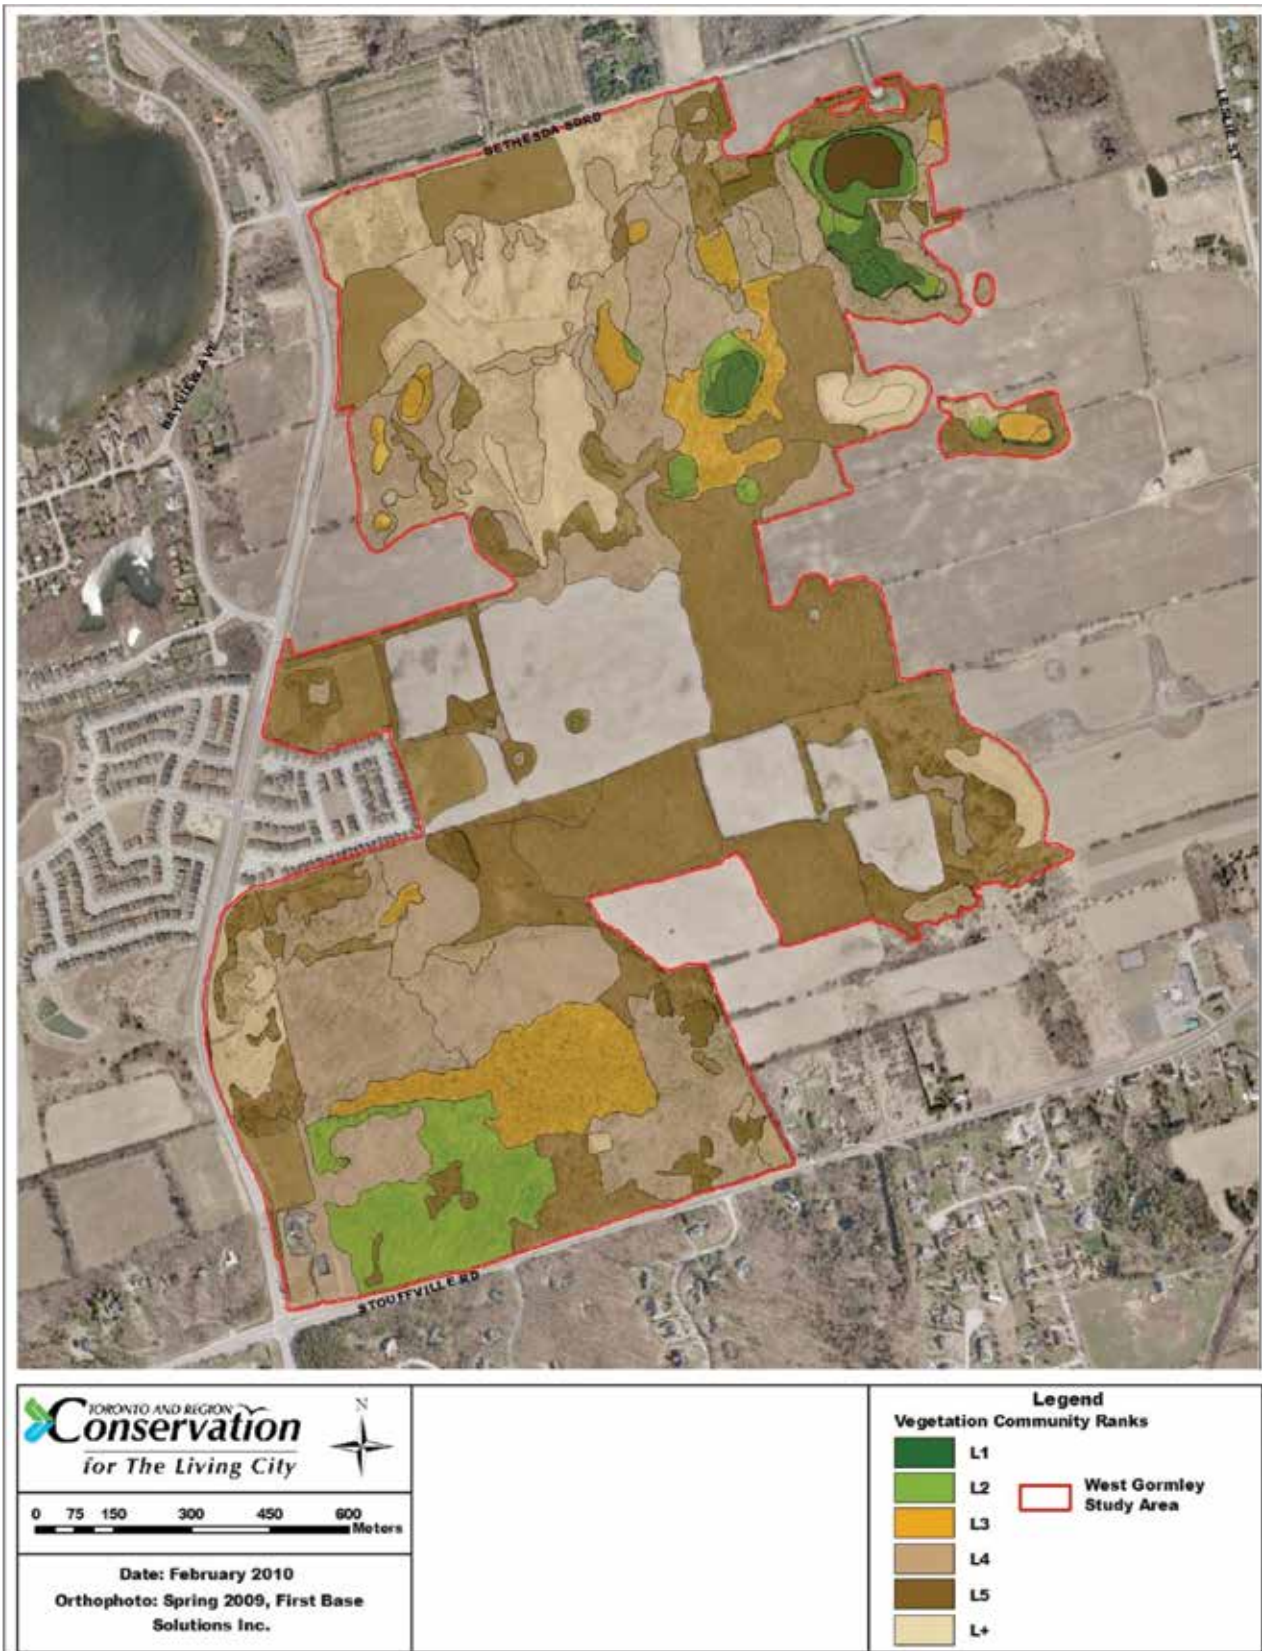 BETHESDA SDRD
LESLIE ST
BAYVIEW AVE
STOUFFVILLE RD
TORONTO AND REGION
Conservation
for The Living City
N
0 75 150 300 450 600
Meters
Date: February 2010
Orthophoto: Spring 2009, First Base
Solutions Inc.
Legend
Vegetation Community Ranks
L1
L2
L3
L4
L5
L+
West Gormley
Study Area